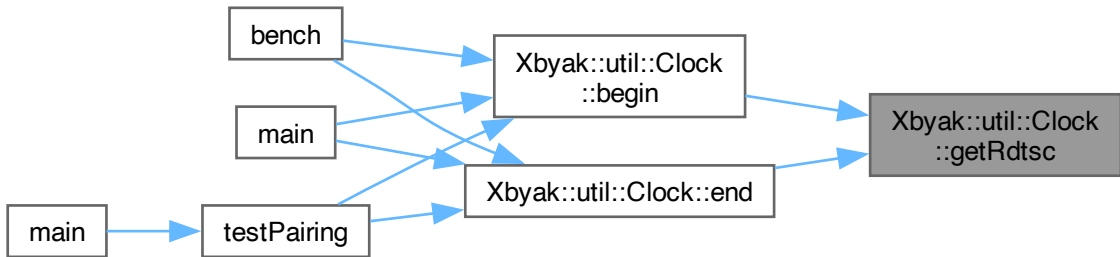 bench
main
main
testPairing
Xbyak::util::Clock
::begin
Xbyak::util::Clock::end
Xbyak::util::Clock
::getRdtsc